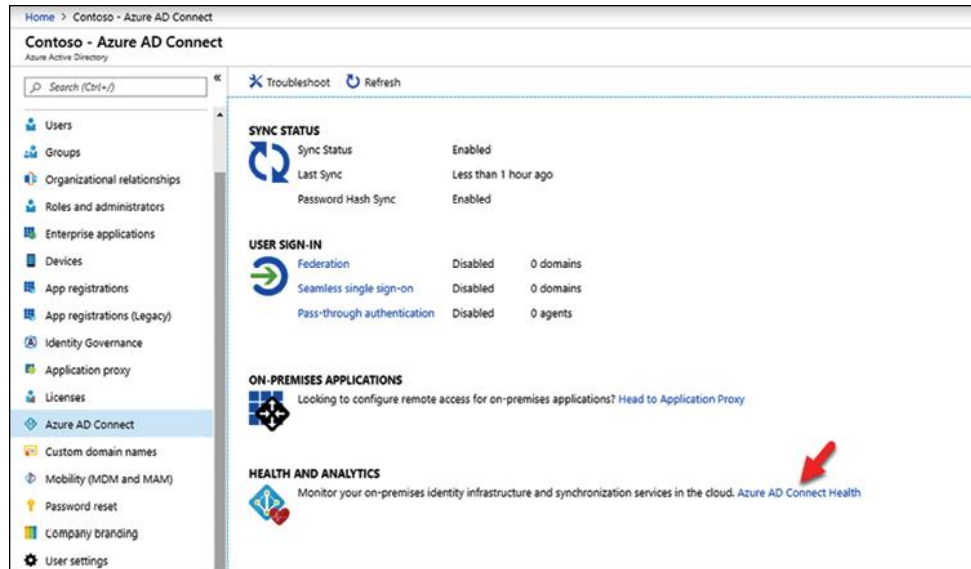 Home > Contoso - Azure AD Connect
Contoso - Azure AD Connect
Azure Active Directory
Search (Ctrl+/)
«
Troubleshoot Refresh
Users
Groups
Organizational relationships
Roles and administrators
Enterprise applications
Devices
App registrations
App registrations (Legacy)
Identity Governance
Application proxy
Licenses
Azure AD Connect
Custom domain names
Mobility (MDM and MAM)
Password reset
Company branding
User settings
SYNC STATUS
Sync Status Enabled
Last Sync Less than 1 hour ago
Password Hash Sync Enabled
USER SIGN-IN
Federation Disabled 0 domains
Seamless single sign-on Disabled 0 domains
Pass-through authentication Disabled 0 agents
ON-PREMISES APPLICATIONS
Looking to configure remote access for on-premises applications? Head to Application Proxy
HEALTH AND ANALYTICS
Monitor your on-premises identity infrastructure and synchronization services in the cloud. Azure AD Connect Health